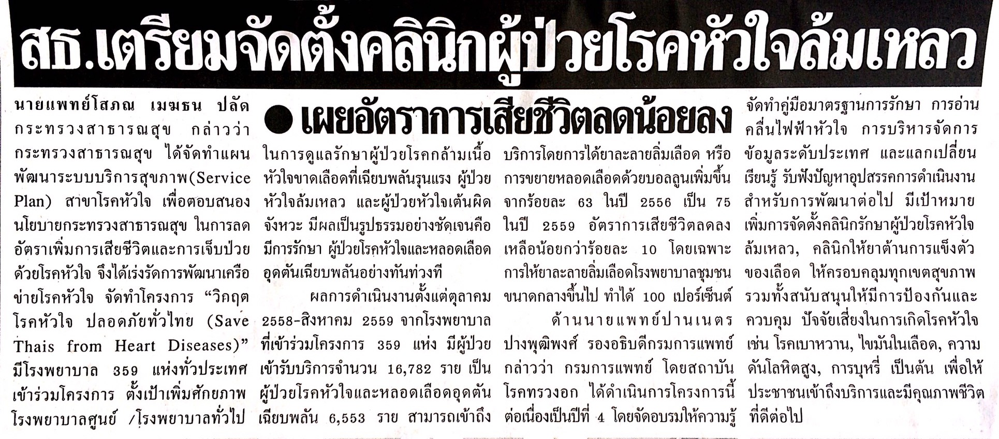 สธ.เตรียมจัดตั้งคลินิกผู้ป่วยโรคหัวใจล้มเหลว
● เผยอัตราการเสียชีวิตลดน้อยลง
นายแพทย์โสภณ เมฆธน ปลัด
กระทรวงสาธารณสุข กล่าวว่า
กระทรวงสาธารณสุข ได้จัดทำแผน
พัฒนาระบบบริการสุขภาพ(Service
Plan) สาขาโรคหัวใจ เพื่อตอบสนอง
นโยบายกระทรวงสาธารณสุข ในการลด
อัตราเพิ่มการเสียชีวิตและการเจ็บป่วย
ด้วยโรคหัวใจ จึงได้เร่งรัดการพัฒนาเครือ
ข่ายโรคหัวใจ จัดทำโครงการ “วิกฤต
โรคหัวใจ ปลอดภัยทั่วไทย (Save
Thais from Heart Diseases)”
มีโรงพยาบาล 359 แห่งทั่วประเทศ
เข้าร่วมโครงการ ตั้งเป้าเพิ่มศักยภาพ
โรงพยาบาลศูนย์ /โรงพยาบาลทั่วไป
ในการดูแลรักษาผู้ป่วยโรคกล้ามเนื้อ
หัวใจขาดเลือดที่เฉียบพลันรุนแรง ผู้ป่วย
หัวใจล้มเหลว และผู้ป่วยหัวใจเต้นผิด
จังหวะ มีผลเป็นรูปธรรมอย่างชัดเจนคือ
มีการรักษา ผู้ป่วยโรคหัวใจและหลอดเลือด
อุดตันเฉียบพลันอย่างทันท่วงที
ผลการดำเนินงานตั้งแต่ตุลาคม
2558-สิงหาคม 2559 จากโรงพยาบาล
ที่เข้าร่วมโครงการ 359 แห่ง มีผู้ป่วย
เข้ารับบริการจำนวน 16,782 ราย เป็น
ผู้ป่วยโรคหัวใจและหลอดเลือดอุดตัน
เฉียบพลัน 6,553 ราย สามารถเข้าถึง
บริการโดยการได้ยาละลายลิ่มเลือด หรือ
การขยายหลอดเลือดด้วยบอลลูนเพิ่มขึ้น
จากร้อยละ 63 ในปี 2556 เป็น 75
ในปี 2559 อัตราการเสียชีวิตลดลง
เหลือน้อยกว่าร้อยละ 10 โดยเฉพาะ
การให้ยาละลายลิ่มเลือดโรงพยาบาลชุมชน
ขนาดกลางขึ้นไป ทำได้ 100 เปอร์เซ็นต์
ด้านนายแพทย์ปานเนตร
ปางพุฒิพงศ์ รองอธิบดีกรมการแพทย์
กล่าวว่า กรมการแพทย์ โดยสถาบัน
โรคทรวงอก ได้ดำเนินการโครงการนี้
ต่อเนื่องเป็นปีที่ 4 โดยจัดอบรมให้ความรู้
จัดทำคู่มือมาตรฐานการรักษา การอ่าน
คลื่นไฟฟ้าหัวใจ การบริหารจัดการ
ข้อมูลระดับประเทศ และแลกเปลี่ยน
เรียนรู้ รับฟังปัญหาอุปสรรคการดำเนินงาน
สำหรับการพัฒนาต่อไป มีเป้าหมาย
เพิ่มการจัดตั้งคลินิกรักษาผู้ป่วยโรคหัวใจ
ล้มเหลว, คลินิกให้ยาต้านการแข็งตัว
ของเลือด ให้ครอบคลุมทุกเขตสุขภาพ
รวมทั้งสนับสนุนให้มีการป้องกันและ
ควบคุม ปัจจัยเสี่ยงในการเกิดโรคหัวใจ
เช่น โรคเบาหวาน, ไขมันในเลือด, ความ
ดันโลหิตสูง, การบุหรี่ เป็นต้น เพื่อให้
ประชาชนเข้าถึงบริการและมีคุณภาพชีวิต
ที่ดีต่อไป